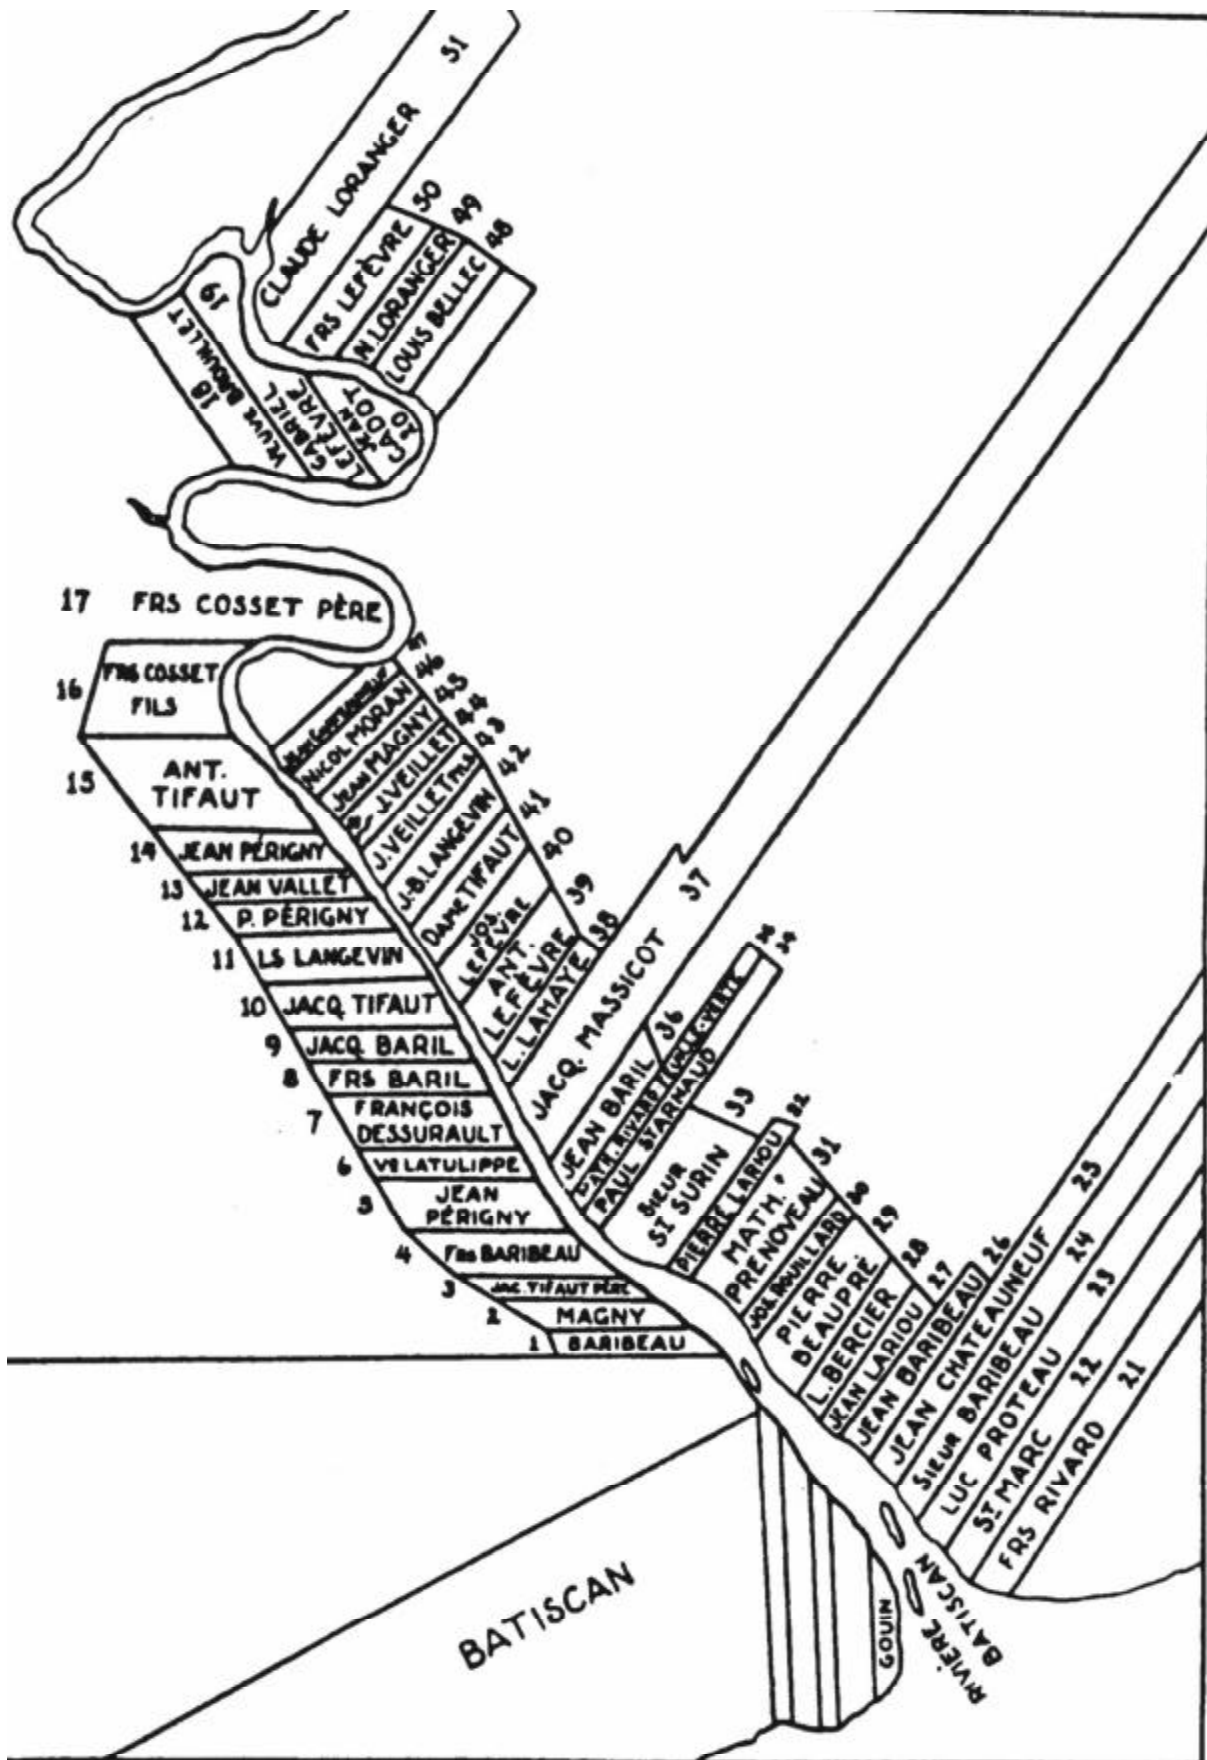 51
CLAUDE LORANGER
50
FRS LEFÈVRE
49
N. LORANGER
48
LOUIS BELLEC
19
GABRIEL
LEFÈVRE
18
VEUVE BROUILLET
JEAN
CADOT
20
17 FRS COSSET PÈRE
16 FRS COSSET
FILS
15 ANT.
TIFAUT
14 JEAN PÉRIGNY
13 JEAN VALLET
12 P. PÉRIGNY
11 LS LANGEVIN
10 JACQ. TIFAUT
9 JACQ. BARIL
8 FRS BARIL
7 FRANÇOIS
DESSURAULT
6 VE LATULIPPE
5 JEAN
PÉRIGNY
4 FRS BARIBEAU
3 JAC. TIFAUT PÈRE
2 MAGNY
1 BARIBEAU
47
46
NICOL MORAN
45
JEAN MAGNY
44
J. VEILLET
43
J. VEILLET FILS
42
J.-B. LANGEVIN
41
DAME TIFAUT
40
JOS.
LEFÈVRE
39
ANT.
LEFÈVRE
38
L. LAHAYE
37
JACQ. MASSICOT
36
JEAN BARIL
35
RIVARD
34
PAUL STARNAUD
33
SIEUR
ST SURIN
32
PIERRE LARIOU
31
MATH.
PRENOVEAU
30
JOS. ROUILLARD
29
PIERRE
BEAUPRÉ
28
L. BERCIER
27
JEAN LARIOU
26
JEAN BARIBEAU
25
JEAN CHATEAUNEUF
24
SIEUR BARIBEAU
23
LUC PROTEAU
22
ST MARC
21
FRS RIVARD
BATISCAN
GOUIN
RIVIÈRE
BATISCAN